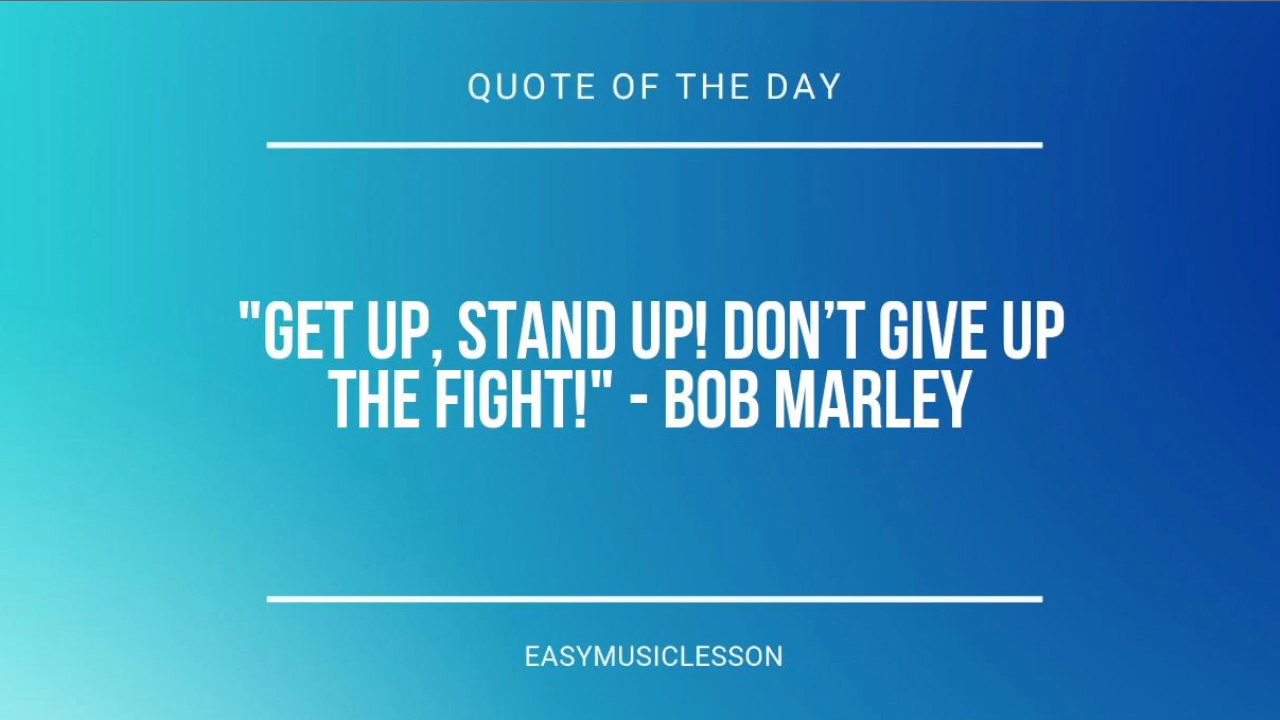 QUOTE OF THE DAY
"GET UP, STAND UP! DON’T GIVE UP
THE FIGHT!" - BOB MARLEY
EASYMUSICLESSON